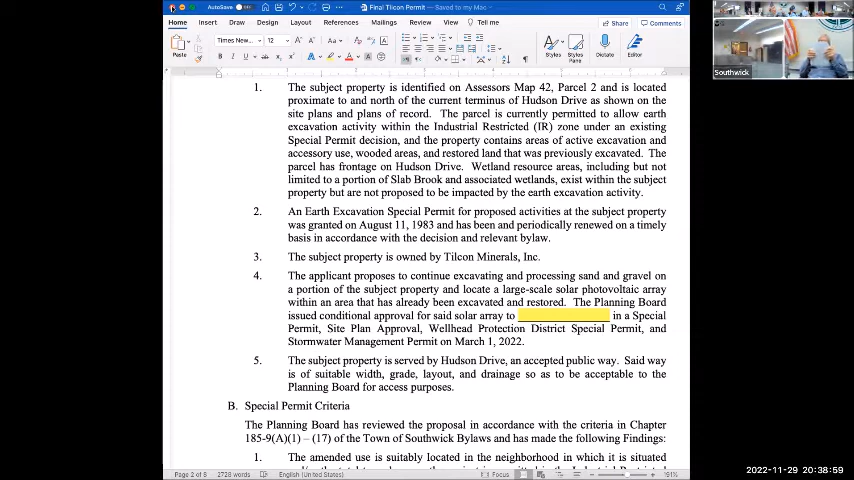 AutoSave OFF
Final Tilcon Permit — Saved to my Mac
Home Insert Draw Design Layout References Mailings Review View Tell me
Share Comments
Times New... 12
Styles
Styles Pane
Dictate
Editor
1. The subject property is identified on Assessors Map 42, Parcel 2 and is located
proximate to and north of the current terminus of Hudson Drive as shown on the
site plans and plans of record. The parcel is currently permitted to allow earth
excavation activity within the Industrial Restricted (IR) zone under an existing
Special Permit decision, and the property contains areas of active excavation and
accessory use, wooded areas, and restored land that was previously excavated. The
parcel has frontage on Hudson Drive. Wetland resource areas, including but not
limited to a portion of Slab Brook and associated wetlands, exist within the subject
property but are not proposed to be impacted by the earth excavation activity.
2. An Earth Excavation Special Permit for proposed activities at the subject property
was granted on August 11, 1983 and has been and periodically renewed on a timely
basis in accordance with the decision and relevant bylaw.
3. The subject property is owned by Tilcon Minerals, Inc.
4. The applicant proposes to continue excavating and processing sand and gravel on
a portion of the subject property and locate a large-scale solar photovoltaic array
within an area that has already been excavated and restored. The Planning Board
issued conditional approval for said solar array to in a Special
Permit, Site Plan Approval, Wellhead Protection District Special Permit, and
Stormwater Management Permit on March 1, 2022.
5. The subject property is served by Hudson Drive, an accepted public way. Said way
is of suitable width, grade, layout, and drainage so as to be acceptable to the
Planning Board for access purposes.
B. Special Permit Criteria
The Planning Board has reviewed the proposal in accordance with the criteria in Chapter
185-9(A)(1) – (17) of the Town of Southwick Bylaws and has made the following Findings:
1. The amended use is suitably located in the neighborhood in which it is situated
Page 2 of 8 2728 words English (United States) Focus 191%
Southwick
2022-11-29 20:38:59